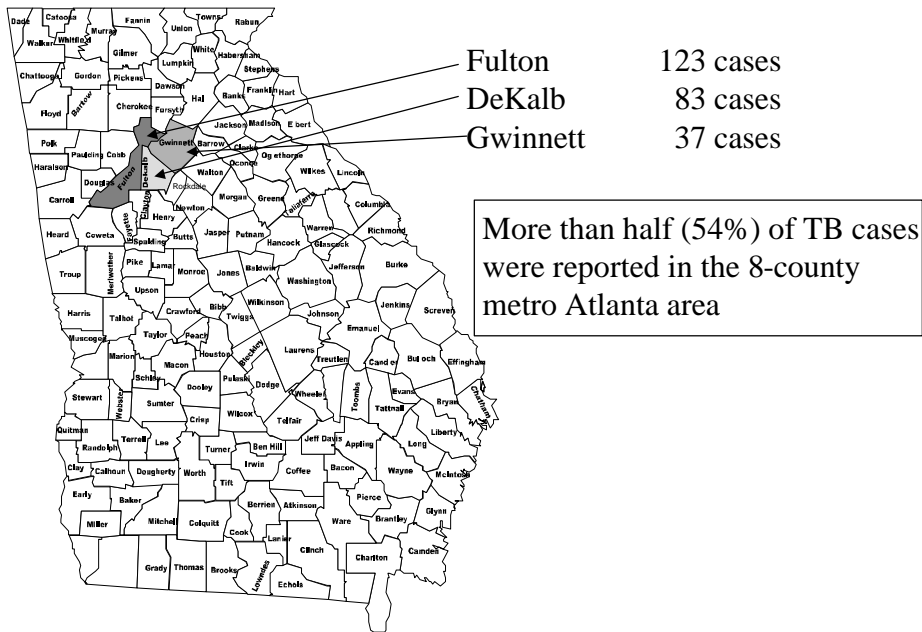 Fulton 123 cases
DeKalb 83 cases
Gwinnett 37 cases
More than half (54%) of TB cases
were reported in the 8-county
metro Atlanta area
Dade
Catoosa
Fannin
Towns
Rabun
Union
Murray
Walker
Whitfield
Gilmer
White
Habersham
Lumpkin
Stephens
Chattooga
Gordon
Pickens
Dawson
Banks
Franklin
Hart
Floyd
Bartow
Cherokee
Forsyth
Hal
Jackson
Madison
E bert
Polk
Paulding
Cobb
Gwinnett
Barrow
Clarke
Oconee
Og ethorpe
Haralson
Douglas
Fulton
DeKalb
Rockdale
Walton
Wilkes
Lincoln
Carroll
Clayton
Newton
Morgan
Greene
Taliaferro
Columbia
Henry
Fayette
Heard
Coweta
Spalding
Butts
Jasper
Putnam
Hancock
Warren
Richmond
Glascock
Troup
Meriwether
Pike
Lamar
Monroe
Jones
Baldwin
Washington
Jefferson
Burke
Upson
Wilkinson
Jenkins
Screven
Harris
Talbot
Crawford
Bibb
Twiggs
Johnson
Emanuel
Muscogee
Taylor
Peach
Houston
Bleckley
Laurens
Treutlen
Cand er
Bul och
Effingham
Marion
Macon
Schley
Stewart
Webster
Sumter
Dooley
Pulaski
Dodge
Wheeler
Toombs
Evans
Tattnall
Bryan
Chatham
Quitman
Randolph
Terrell
Lee
Crisp
Wilcox
Telfair
Jeff Davis
Appling
Long
Liberty
Clay
Calhoun
Dougherty
Worth
Turner
Ben Hill
Irwin
Coffee
Bacon
Wayne
McIntosh
Tift
Early
Baker
Berrien
Atkinson
Pierce
Glynn
Miller
Mitchell
Colquitt
Cook
Ware
Brantley
Lanier
Clinch
Charlton
Camden
Grady
Thomas
Brooks
Lowndes
Echols